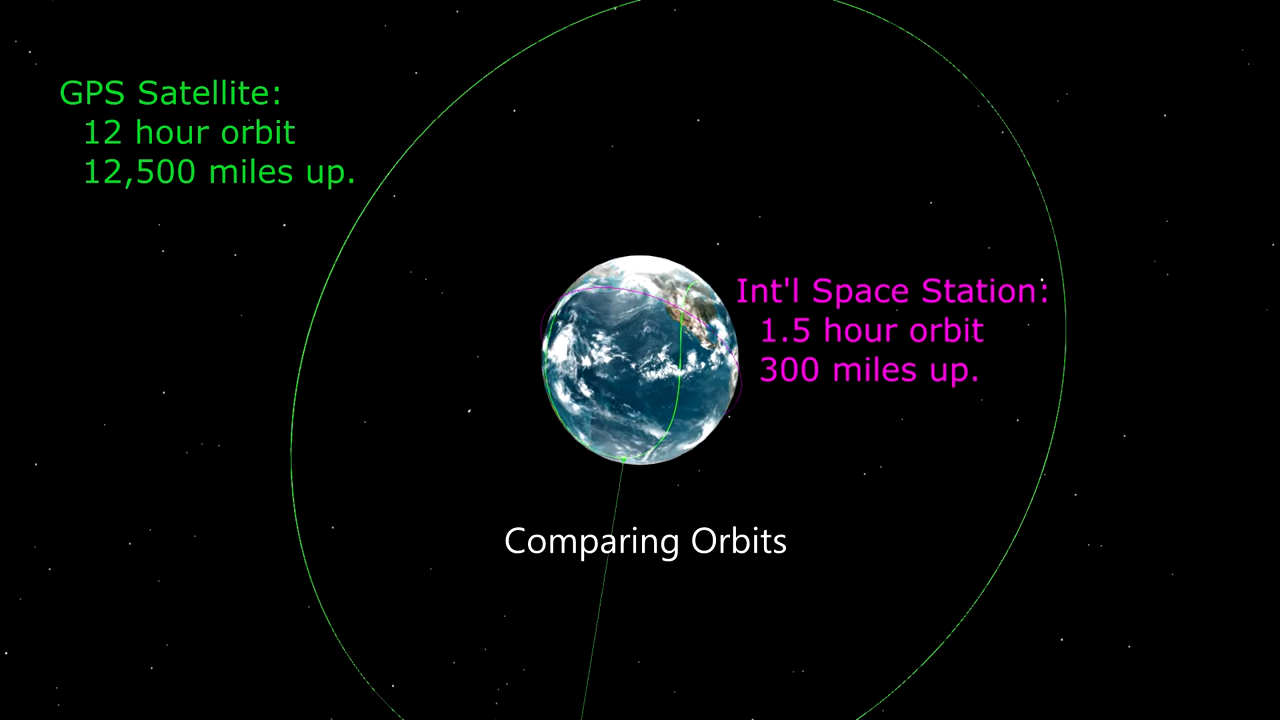 GPS Satellite:
12 hour orbit
12,500 miles up.
Int'l Space Station:
1.5 hour orbit
300 miles up.
Comparing Orbits